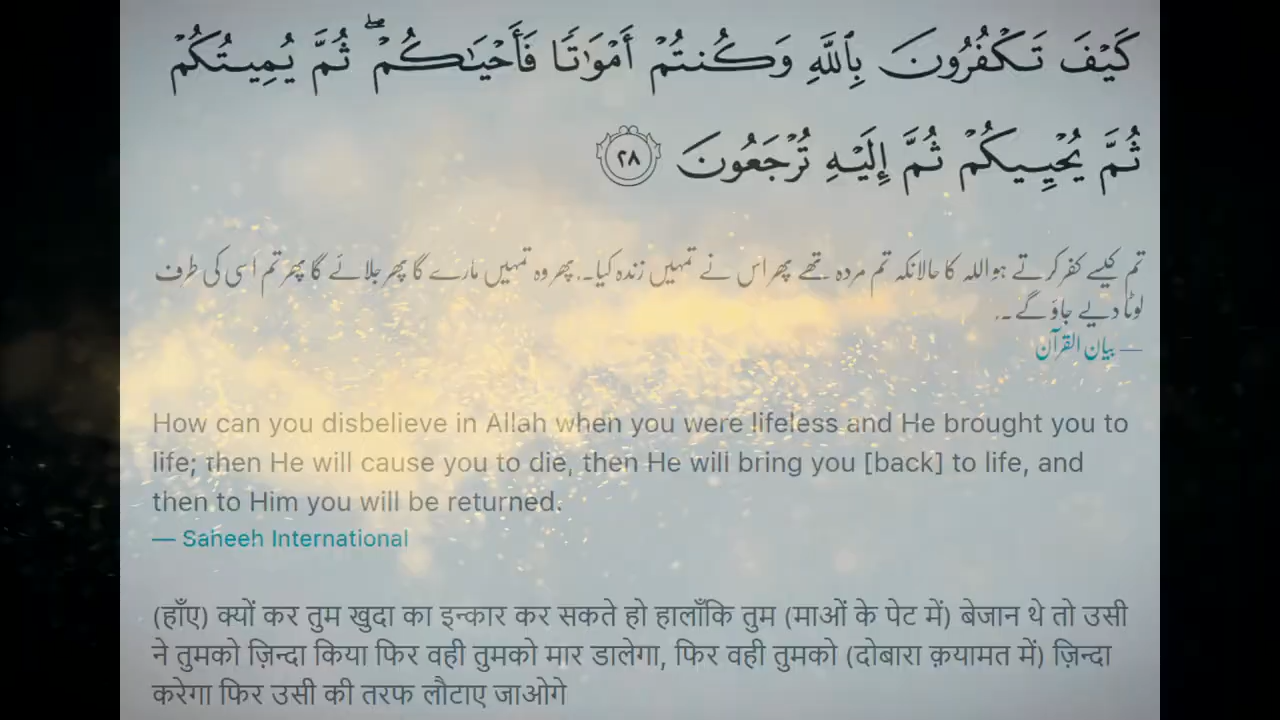 كَيْفَ تَكْفُرُونَ بِٱللَّهِ وَكُنتُمْ أَمْوَٰتًا فَأَحْيَـٰكُمْ ۖ ثُمَّ يُمِيتُكُمْ
ثُمَّ يُحْيِيكُمْ ثُمَّ إِلَيْهِ تُرْجَعُونَ ٢٨
تم کیسے کفر کرتے ہو اللہ کا حالانکہ تم مردہ تھے پھر اس نے تمہیں زندہ کیا۔. پھر وہ تمہیں مارے گا پھر جلائے گا پھر تم اسی کی طرف
لوٹا دیے جاؤ گے۔.
— بیان القرآن
How can you disbelieve in Allah when you were lifeless and He brought you to
life; then He will cause you to die, then He will bring you [back] to life, and
then to Him you will be returned.
— Saheeh International
(हाँए) क्यों कर तुम खुदा का इन्कार कर सकते हो हालाँकि तुम (माओं के पेट में) बेजान थे तो उसी
ने तुमको ज़िन्दा किया फिर वही तुमको मार डालेगा, फिर वही तुमको (दोबारा क़यामत में) ज़िन्दा
करेगा फिर उसी की तरफ लौटाए जाओगे